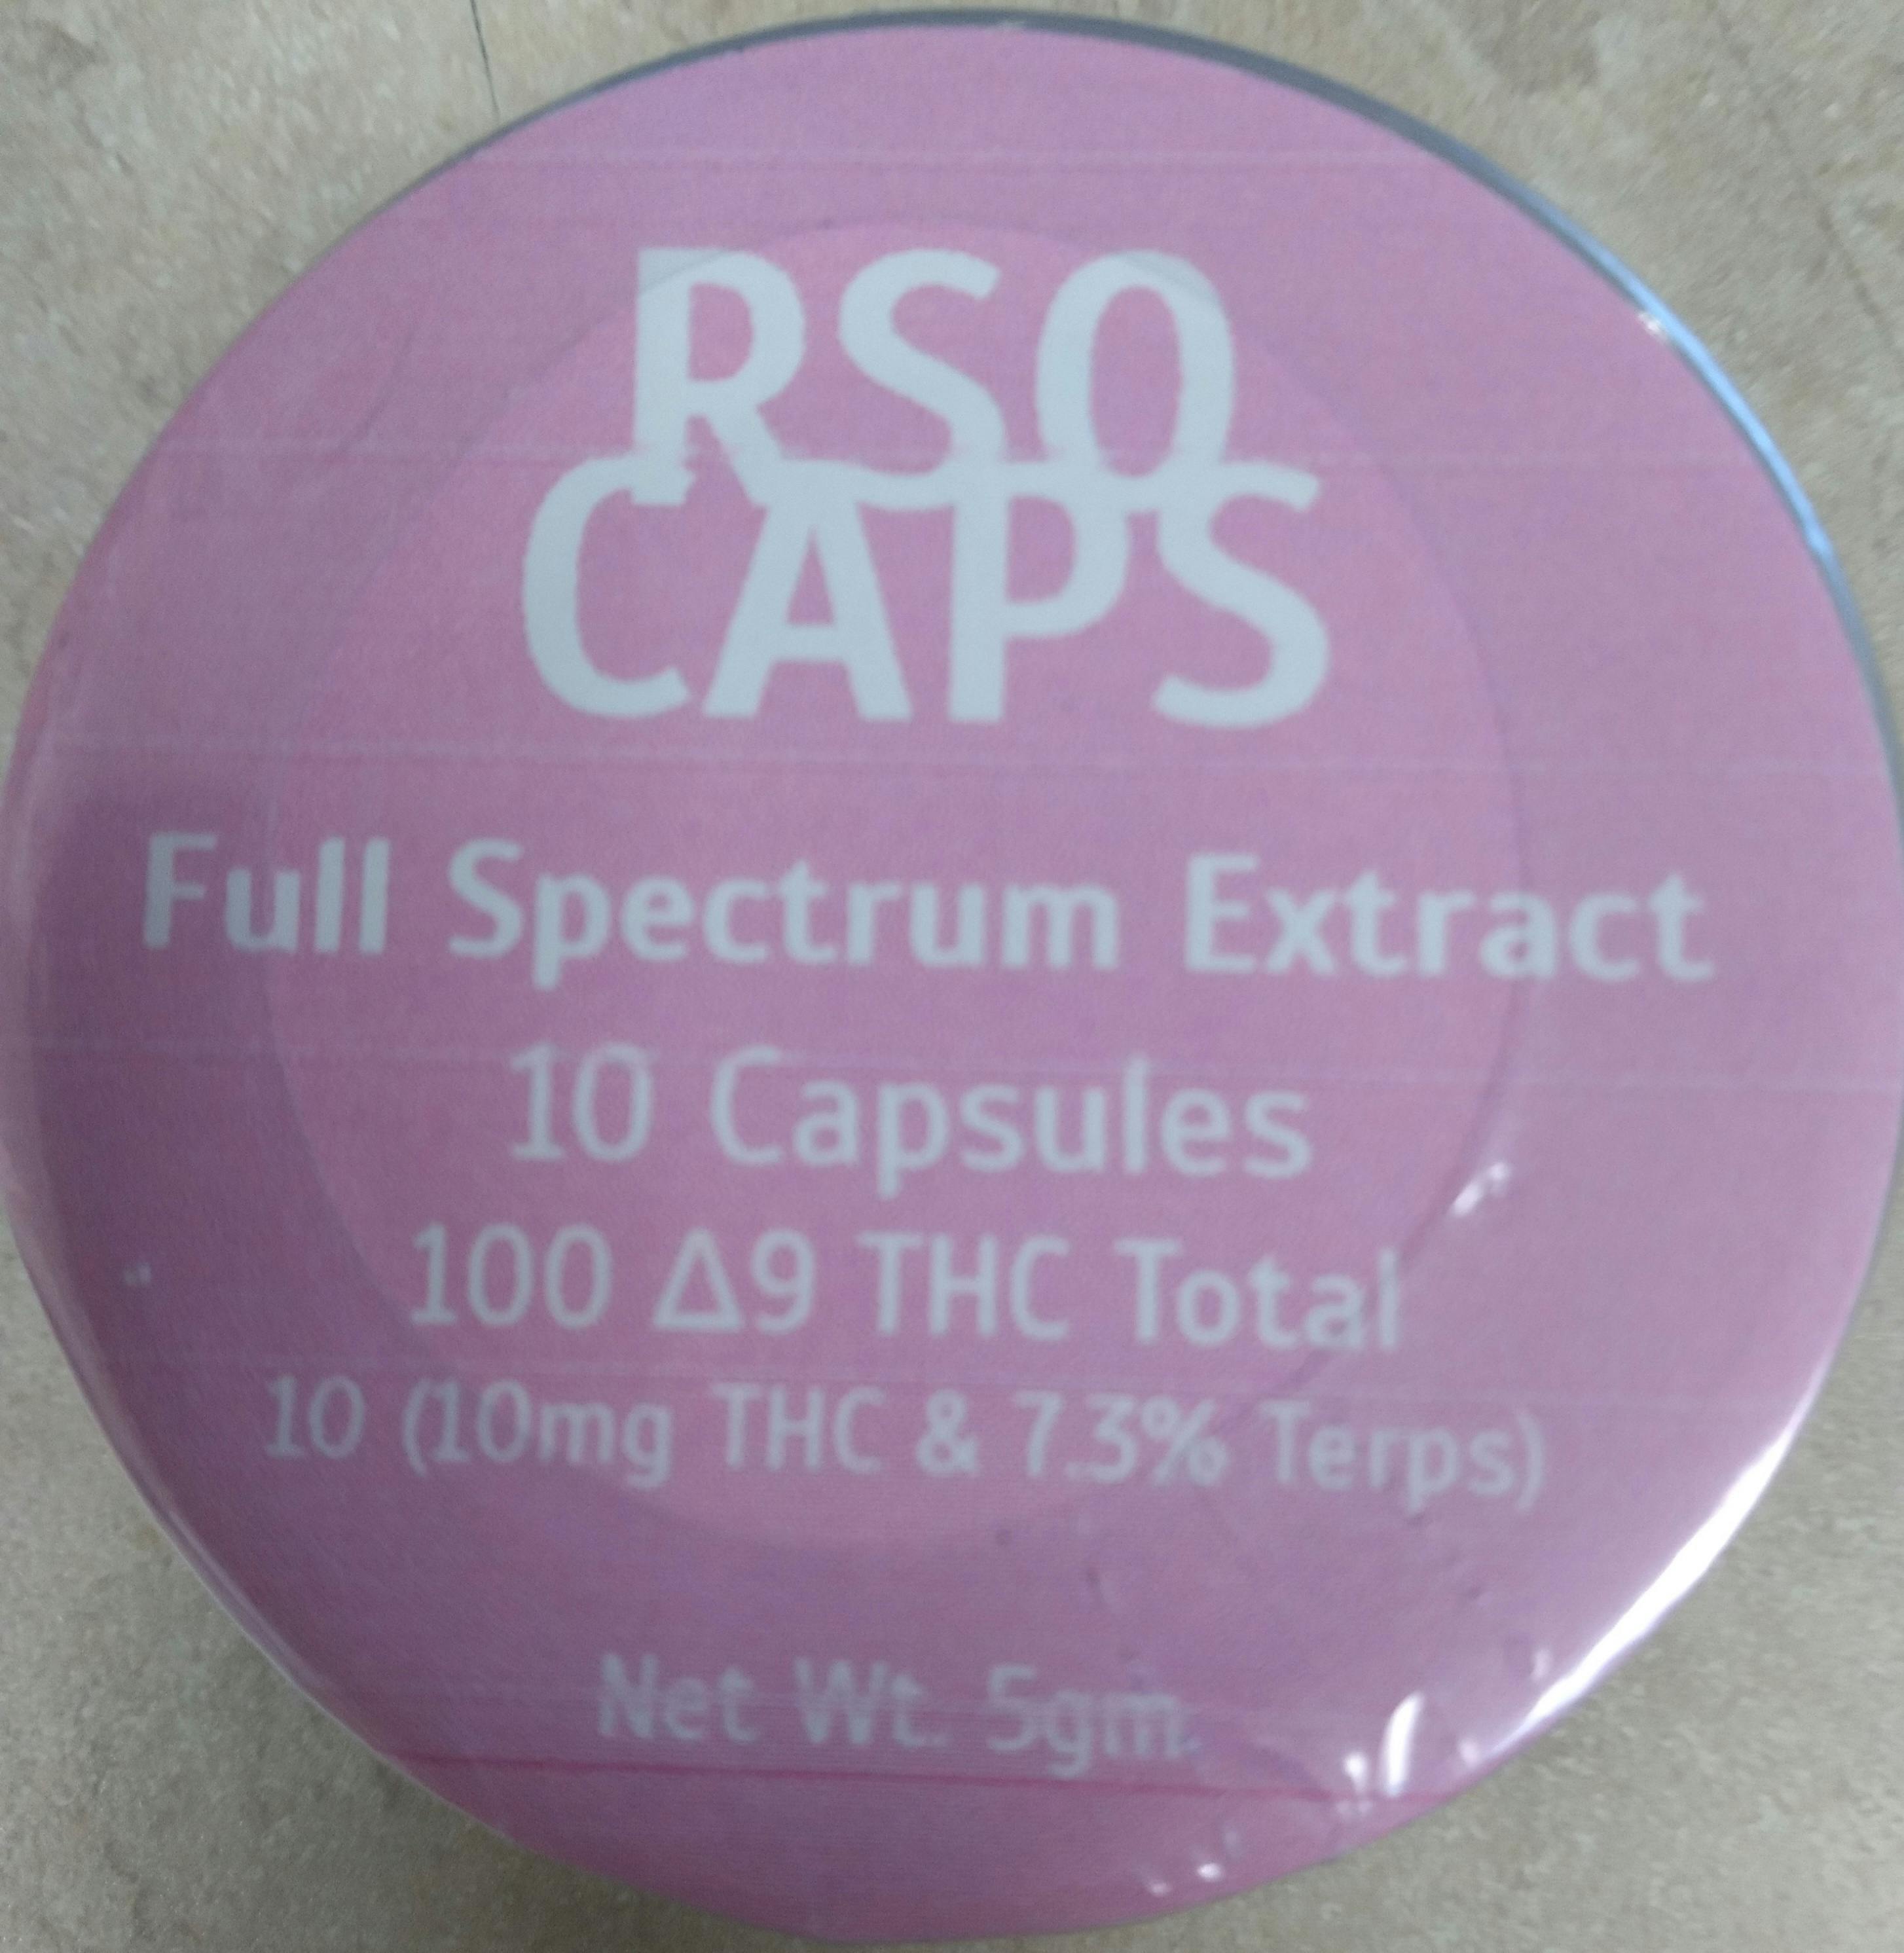 RSO
CAPS
Full Spectrum Extract
10 Capsules
100 Δ9 THC Total
10 (10mg THC & 7.3% Terps)
Net Wt. 5gm